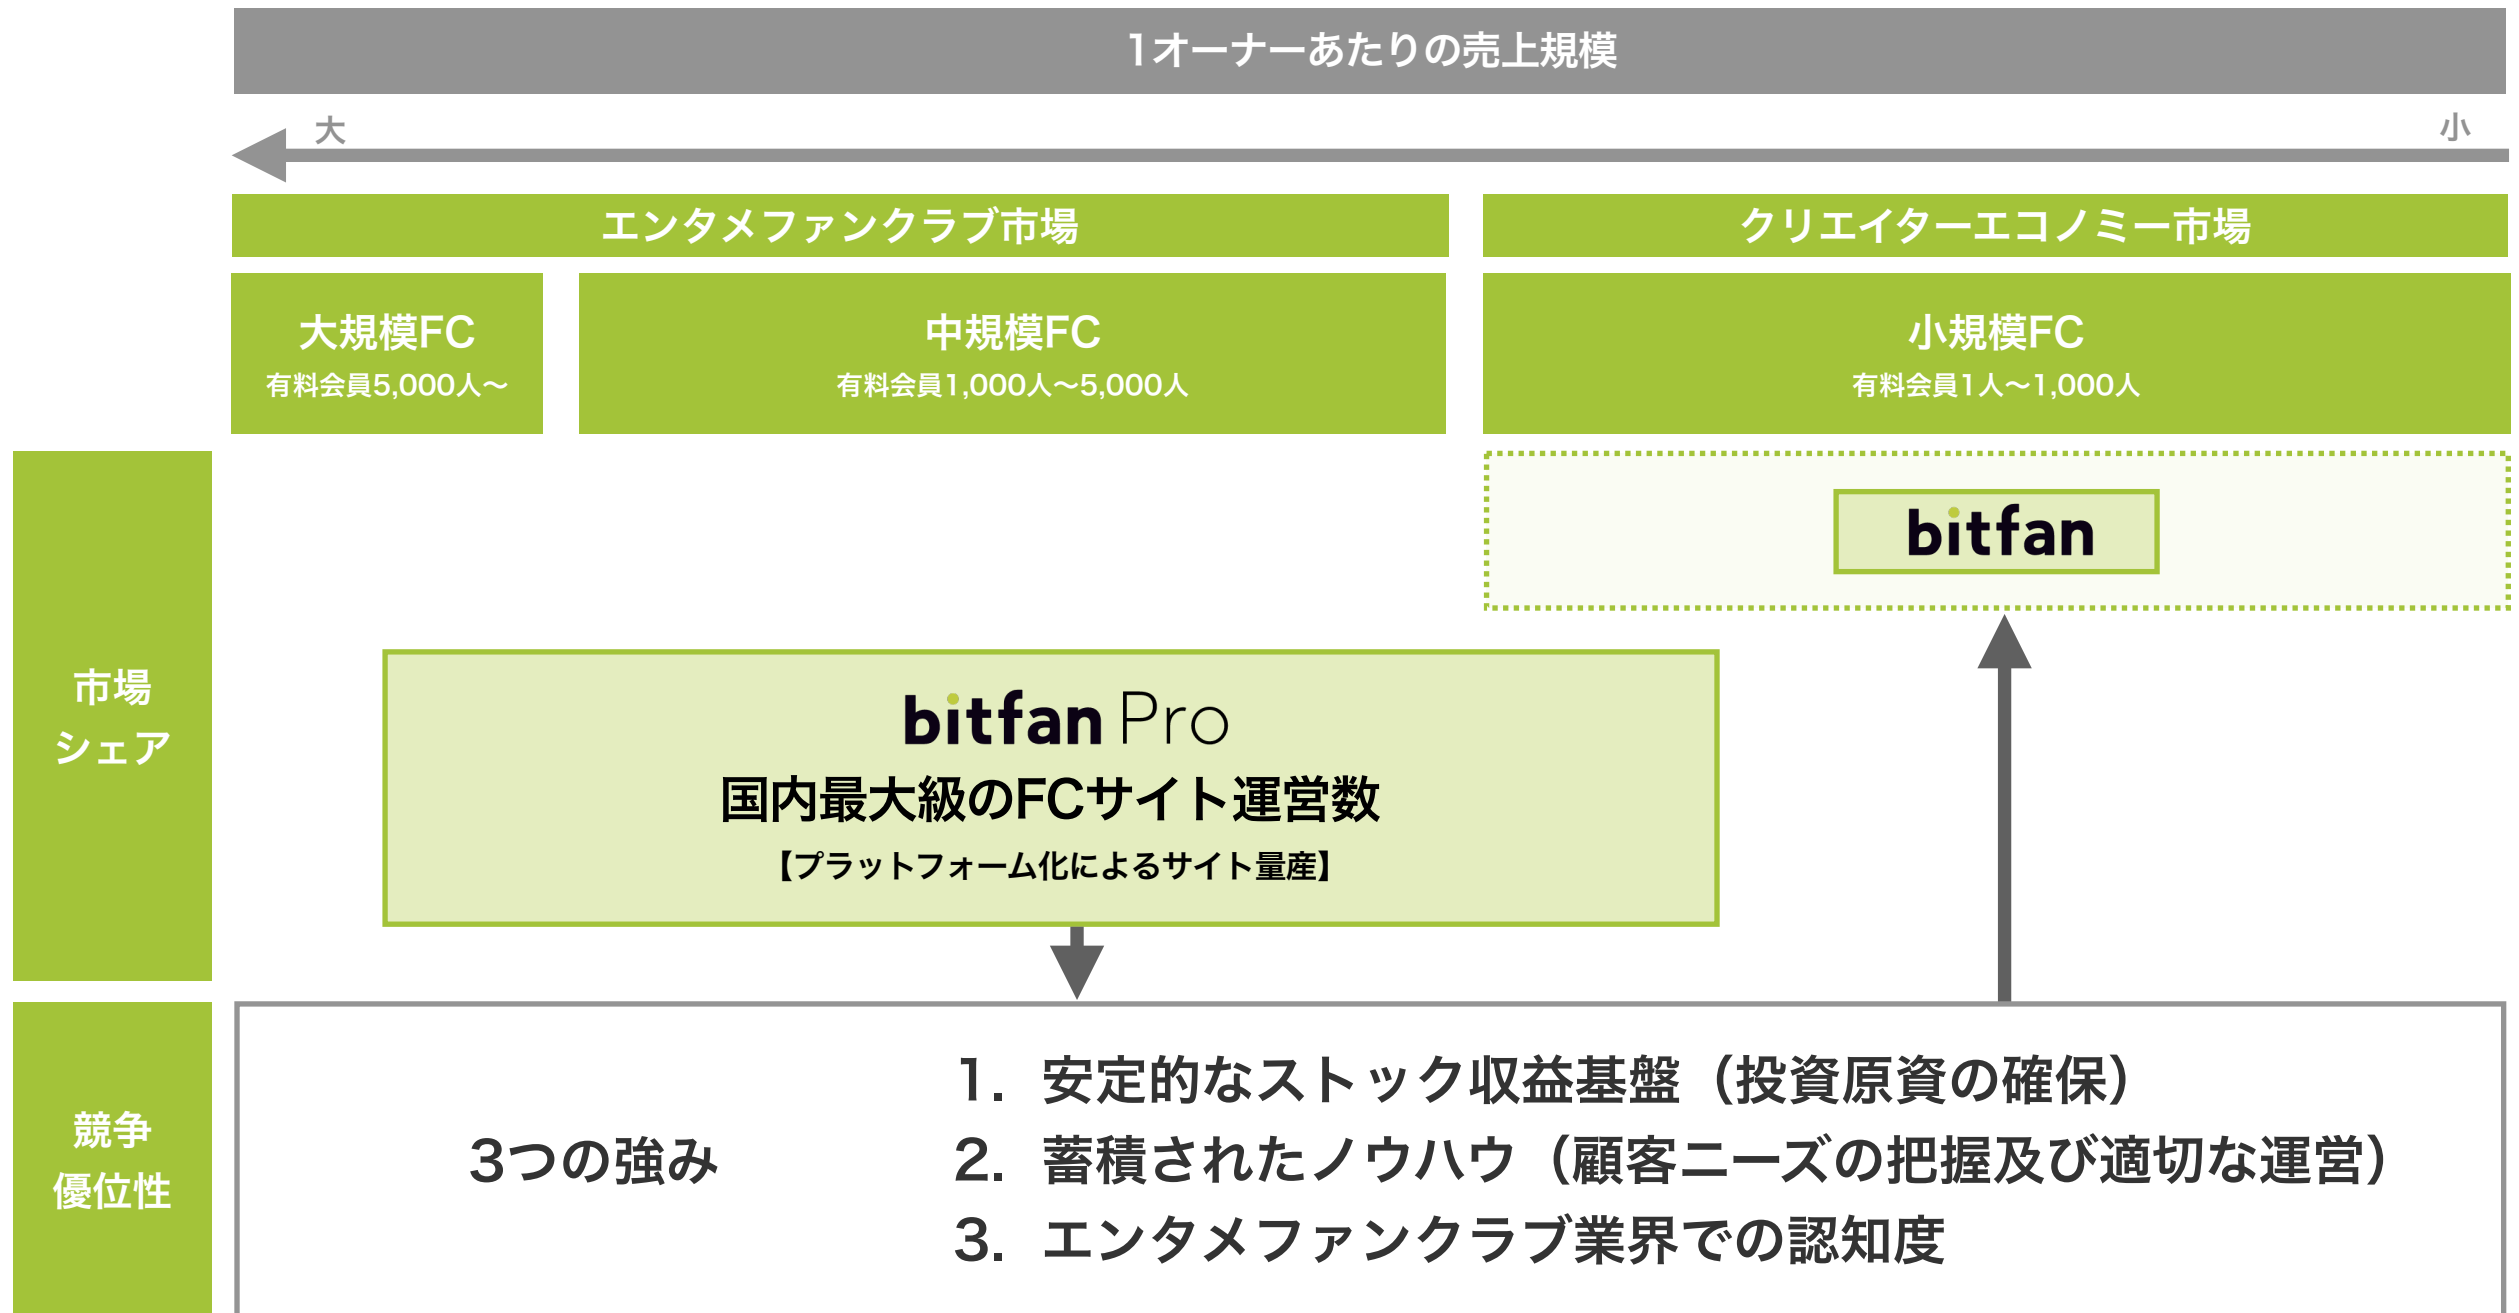 1オーナーあたりの売上規模
大
小
エンタメファンクラブ市場
クリエイターエコノミー市場
大規模FC
有料会員5,000人〜
中規模FC
有料会員1,000人〜5,000人
小規模FC
有料会員1人〜1,000人
市場
シェア
bitfan
bitfan Pro
国内最大級のFCサイト運営数
【プラットフォーム化によるサイト量産】
競争
優位性
３つの強み
1. 安定的なストック収益基盤（投資原資の確保）
2. 蓄積されたノウハウ（顧客ニーズの把握及び適切な運営）
3. エンタメファンクラブ業界での認知度